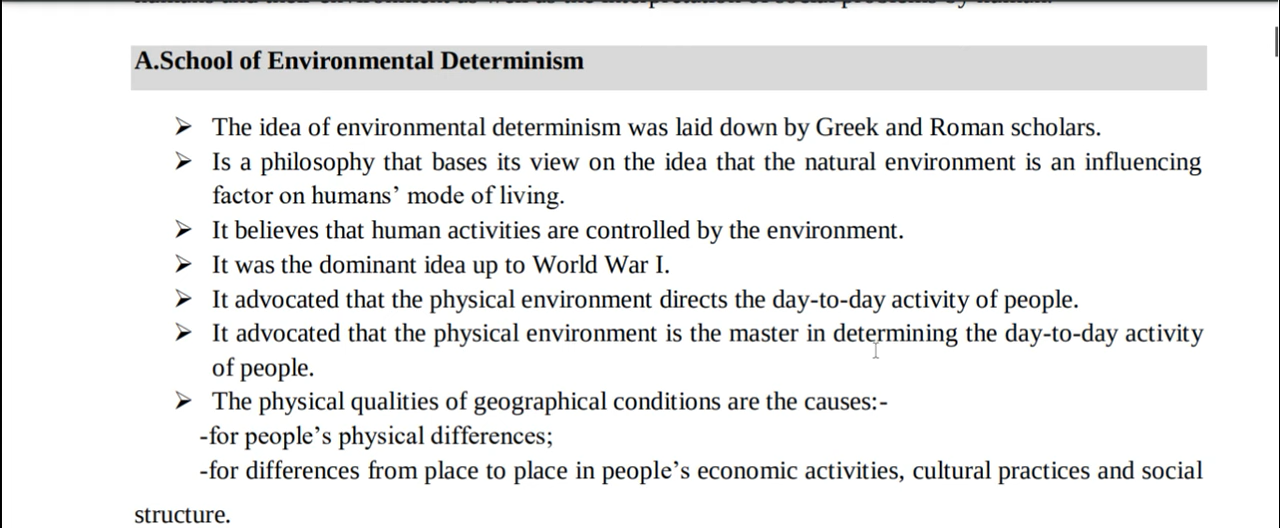 A.School of Environmental Determinism
➢ The idea of environmental determinism was laid down by Greek and Roman scholars.
➢ Is a philosophy that bases its view on the idea that the natural environment is an influencing
factor on humans’ mode of living.
➢ It believes that human activities are controlled by the environment.
➢ It was the dominant idea up to World War I.
➢ It advocated that the physical environment directs the day-to-day activity of people.
➢ It advocated that the physical environment is the master in determining the day-to-day activity
of people.
➢ The physical qualities of geographical conditions are the causes:-
-for people’s physical differences;
-for differences from place to place in people’s economic activities, cultural practices and social
structure.